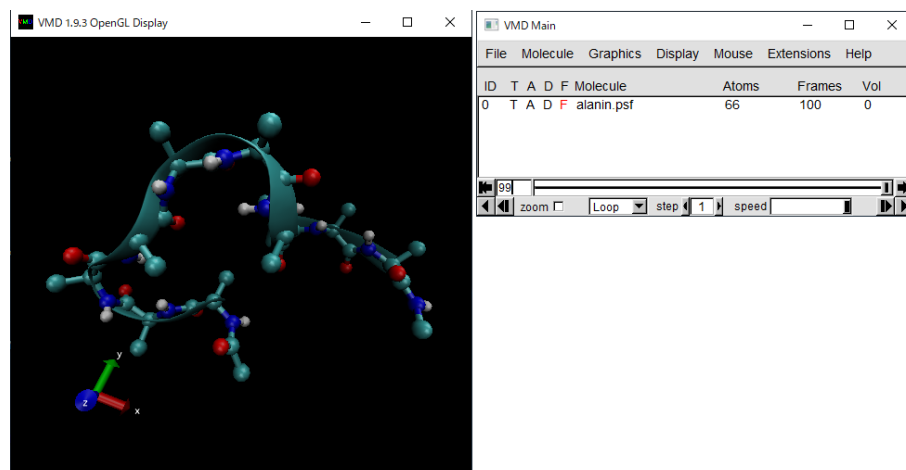 VMD 1.9.3 OpenGL Display
y
z
x
VMD Main
File Molecule Graphics Display Mouse Extensions Help
ID T A D F Molecule Atoms Frames Vol
0 T A D F alanin.psf 66 100 0
99
zoom Loop step 1 speed